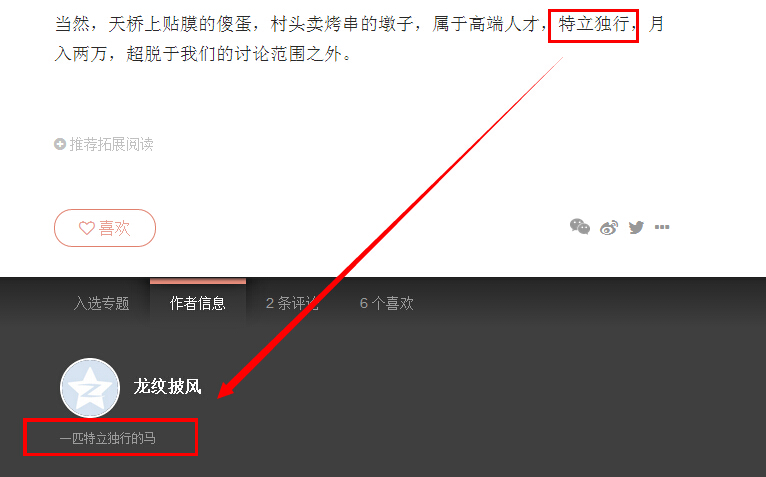 当然，天桥上贴膜的傻蛋，村头卖烤串的墩子，属于高端人才，特立独行，月
入两万，超脱于我们的讨论范围之外。
推荐拓展阅读
喜欢
入选专题 作者信息 2 条评论 6 个喜欢
龙纹披风
一匹特立独行的马